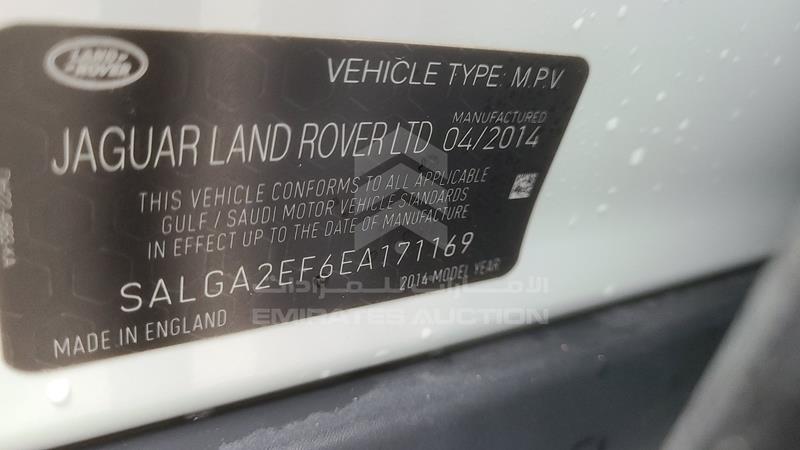 LAND
ROVER
VEHICLE TYPE: M.P.V
JAGUAR LAND ROVER LTD
MANUFACTURED
04/2014
THIS VEHICLE CONFORMS TO ALL APPLICABLE
GULF / SAUDI MOTOR VEHICLE STANDARDS
IN EFFECT UP TO THE DATE OF MANUFACTURE
SALGA2EF6EA171169
2014 MODEL YEAR
MADE IN ENGLAND
الإمارات للمزادات
EMIRATES AUCTION